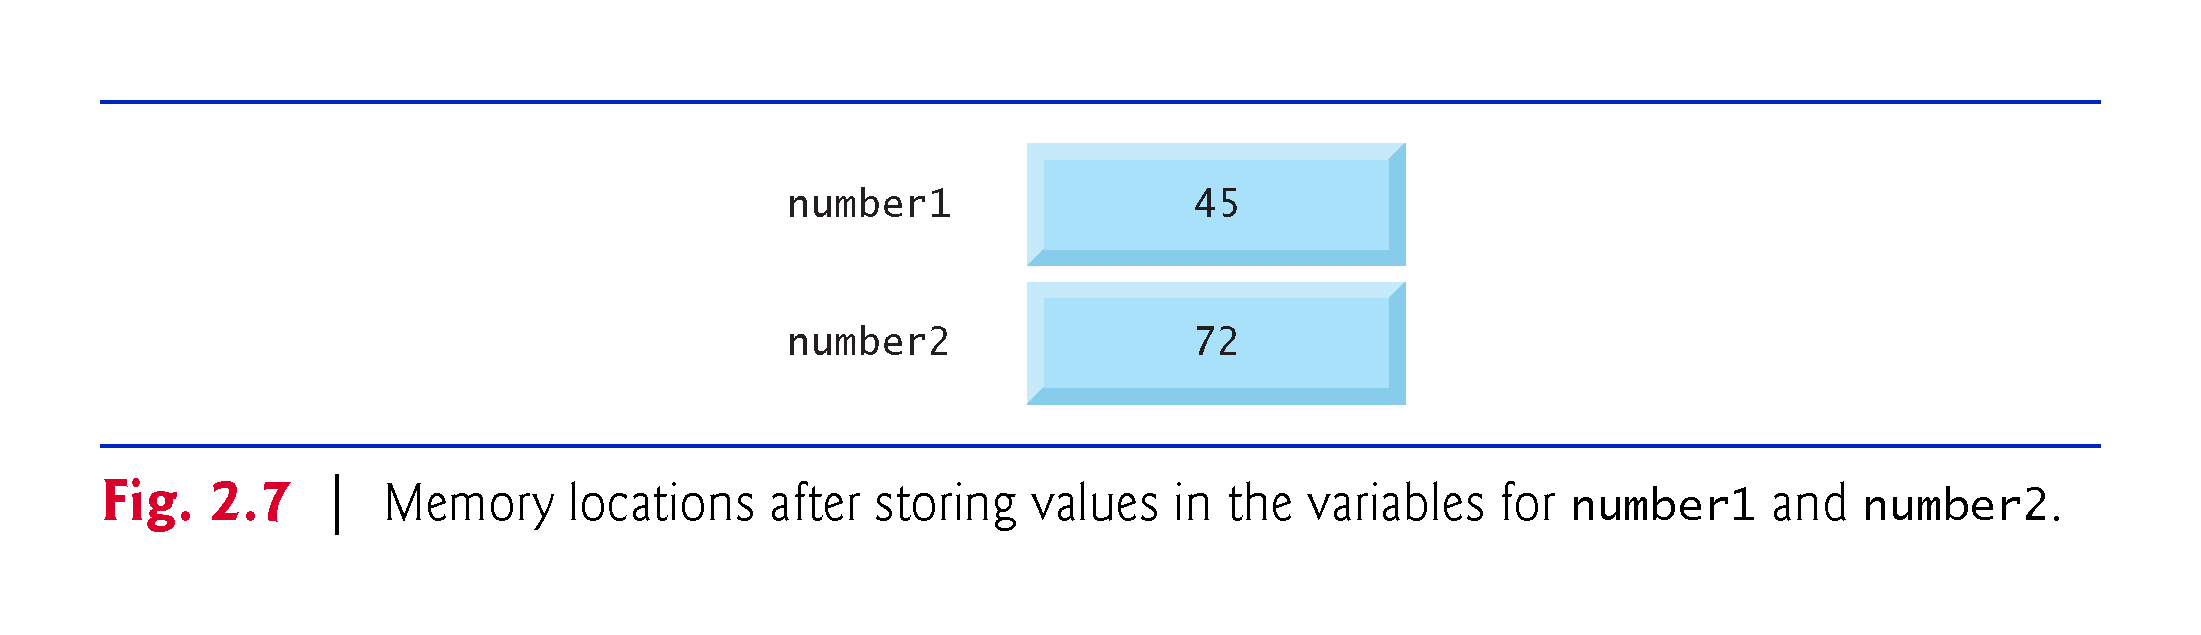 number1 45
number2 72
Fig. 2.7 | Memory locations after storing values in the variables for number1 and number2.